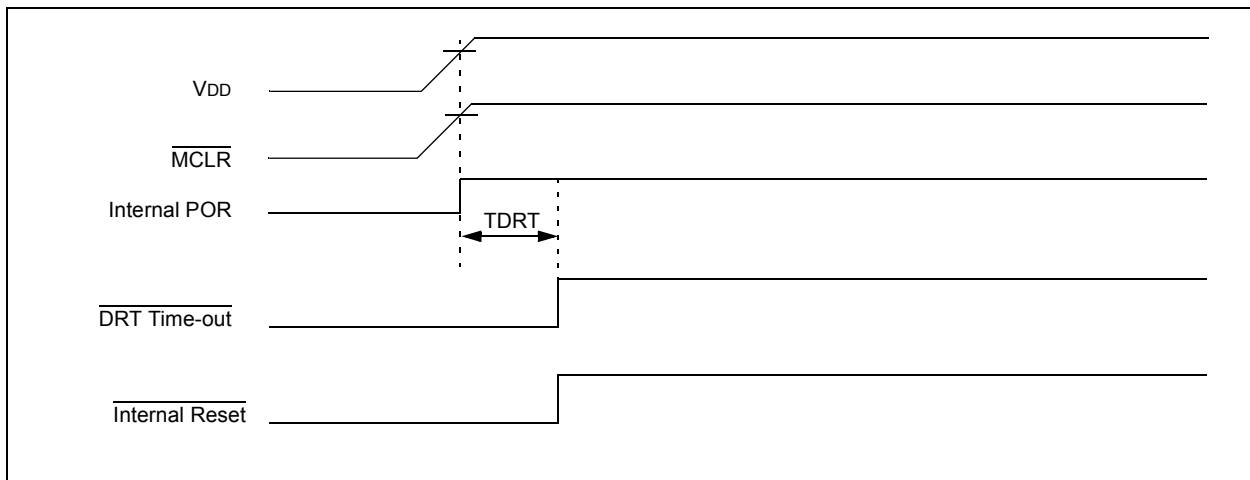 VDD
MCLR
Internal POR
TDRT
DRT Time-out
Internal Reset